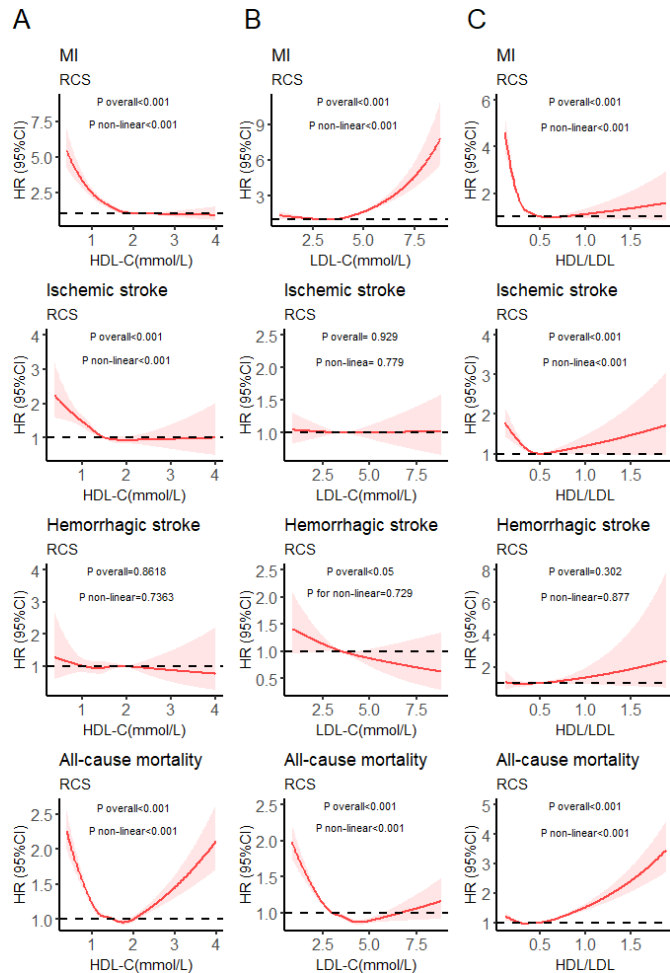 A
B
C
MI
RCS
P overall<0.001
P non-linear<0.001
7.5
5.0
2.5
HR (95%CI)
1 2 3 4
HDL-C(mmol/L)
MI
RCS
P overall<0.001
P non-linear<0.001
9
6
3
HR (95%CI)
2.5 5.0 7.5
LDL-C(mmol/L)
MI
RCS
P overall<0.001
P non-linear<0.001
6
4
2
HR (95%CI)
0.5 1.0 1.5
HDL/LDL
Ischemic stroke
RCS
P overall<0.001
P non-linear<0.001
4
3
2
1
HR (95%CI)
1 2 3 4
HDL-C(mmol/L)
Ischemic stroke
RCS
P overall= 0.929
P non-linea= 0.779
2.5
2.0
1.5
1.0
HR (95%CI)
2.5 5.0 7.5
LDL-C(mmol/L)
Ischemic stroke
RCS
P overall<0.001
P non-linea<0.001
4
3
2
1
HR (95%CI)
0.5 1.0 1.5
HDL/LDL
Hemorrhagic stroke
RCS
P overall=0.8618
P non-linear=0.7363
4
3
2
1
HR (95%CI)
1 2 3 4
HDL-C(mmol/L)
Hemorrhagic stroke
RCS
P overall<0.05
P for non-linear=0.729
2.5
2.0
1.5
1.0
0.5
HR (95%CI)
2.5 5.0 7.5
LDL-C(mmol/L)
Hemorrhagic stroke
RCS
P overall=0.302
P non-linear=0.877
8
6
4
2
HR (95%CI)
0.5 1.0 1.5
HDL/LDL
All-cause mortality
RCS
P overall<0.001
P non-linear<0.001
2.5
2.0
1.5
1.0
HR (95%CI)
1 2 3 4
HDL-C(mmol/L)
All-cause mortality
RCS
P overall<0.001
P non-linear<0.001
2.0
1.5
1.0
HR (95%CI)
2.5 5.0 7.5
LDL-C(mmol/L)
All-cause mortality
RCS
P overall<0.001
P non-linear<0.001
5
4
3
2
1
HR (95%CI)
0.5 1.0 1.5
HDL/LDL